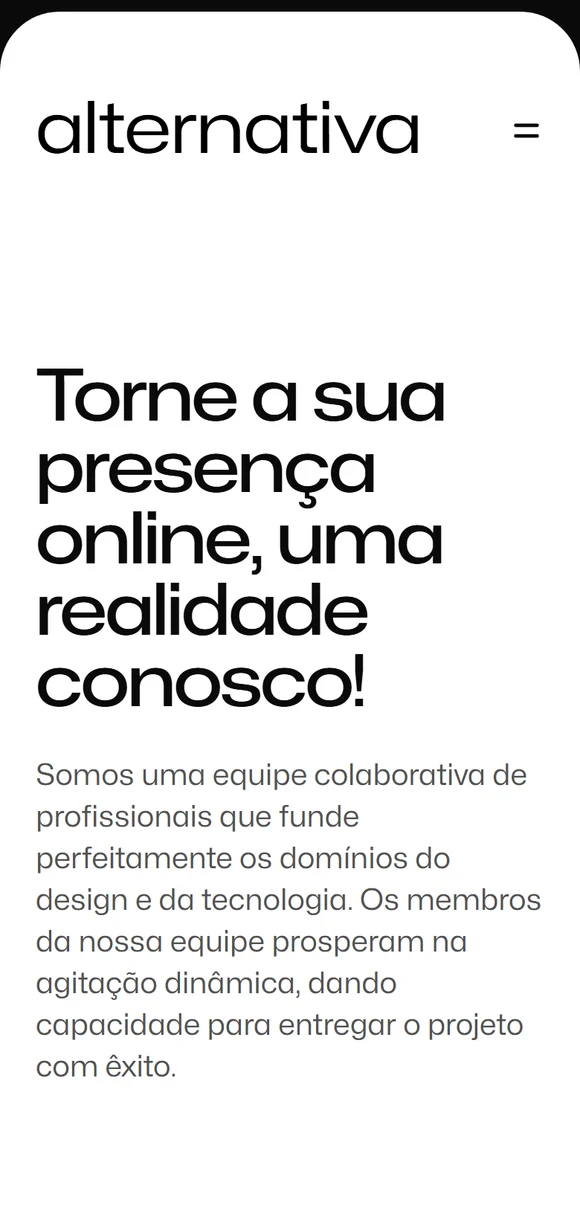 alternativa
Torne a sua
presença
online, uma
realidade
conosco!
Somos uma equipe colaborativa de
profissionais que funde
perfeitamente os domínios do
design e da tecnologia. Os membros
da nossa equipe prosperam na
agitação dinâmica, dando
capacidade para entregar o projeto
com êxito.